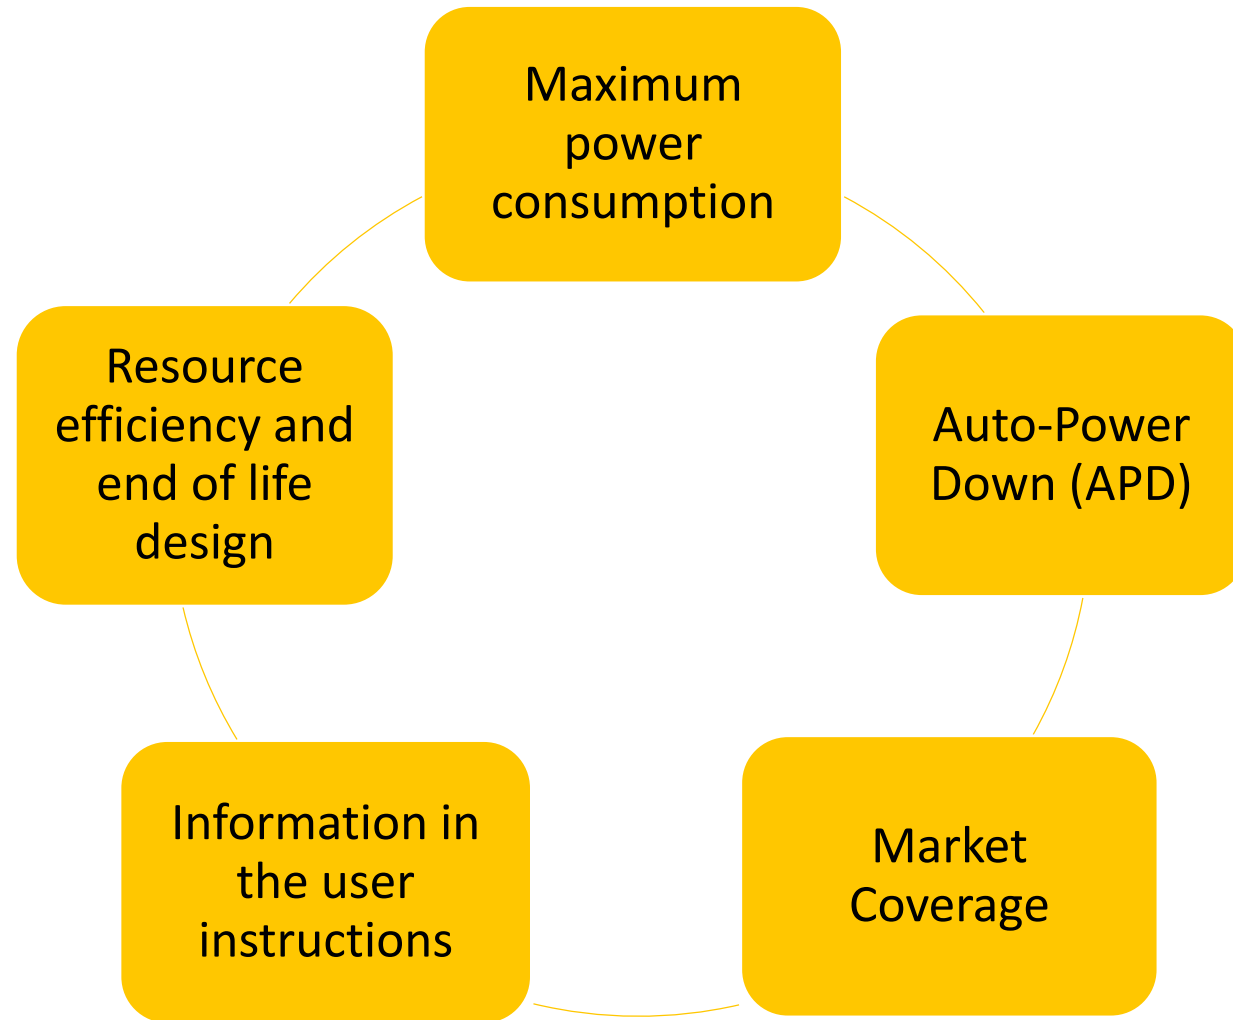 Maximum
power
consumption
Auto-Power
Down (APD)
Market
Coverage
Information in
the user
instructions
Resource
efficiency and
end of life
design